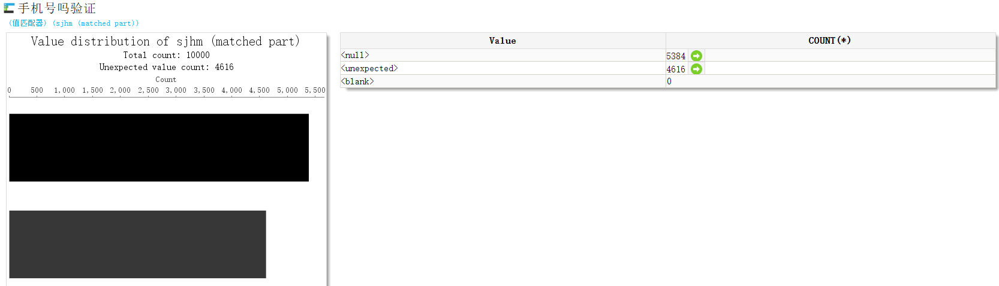 手机号吗验证
(值匹配器) (sjhm (matched part))
Value distribution of sjhm (matched part)
Total count: 10000
Unexpected value count: 4616
Count
0 500 1,000 1,500 2,000 2,500 3,000 3,500 4,000 4,500 5,000 5,500
Value COUNT(*)
<null> 5384
<unexpected> 4616
<blank> 0